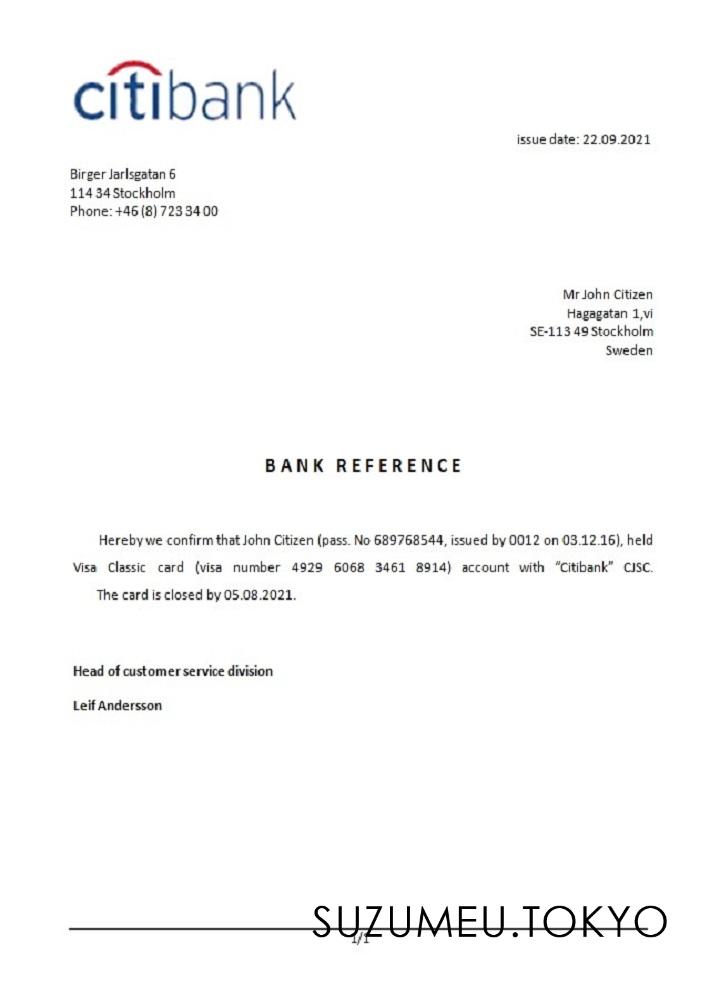 citibank
issue date: 22.09.2021
Birger Jarlsgatan 6
114 34 Stockholm
Phone: +46 (8) 723 34 00
Mr John Citizen
Hagagatan 1,vi
SE-113 49 Stockholm
Sweden
BANK REFERENCE
Hereby we confirm that John Citizen (pass. No 689768544, issued by 0012 on 03.12.16), held
Visa Classic card (visa number 4929 6068 3461 8914) account with “Citibank” CJSC.
The card is closed by 05.08.2021.
Head of customer service division
Leif Andersson
SUZUMEU.TOKYO
1/1